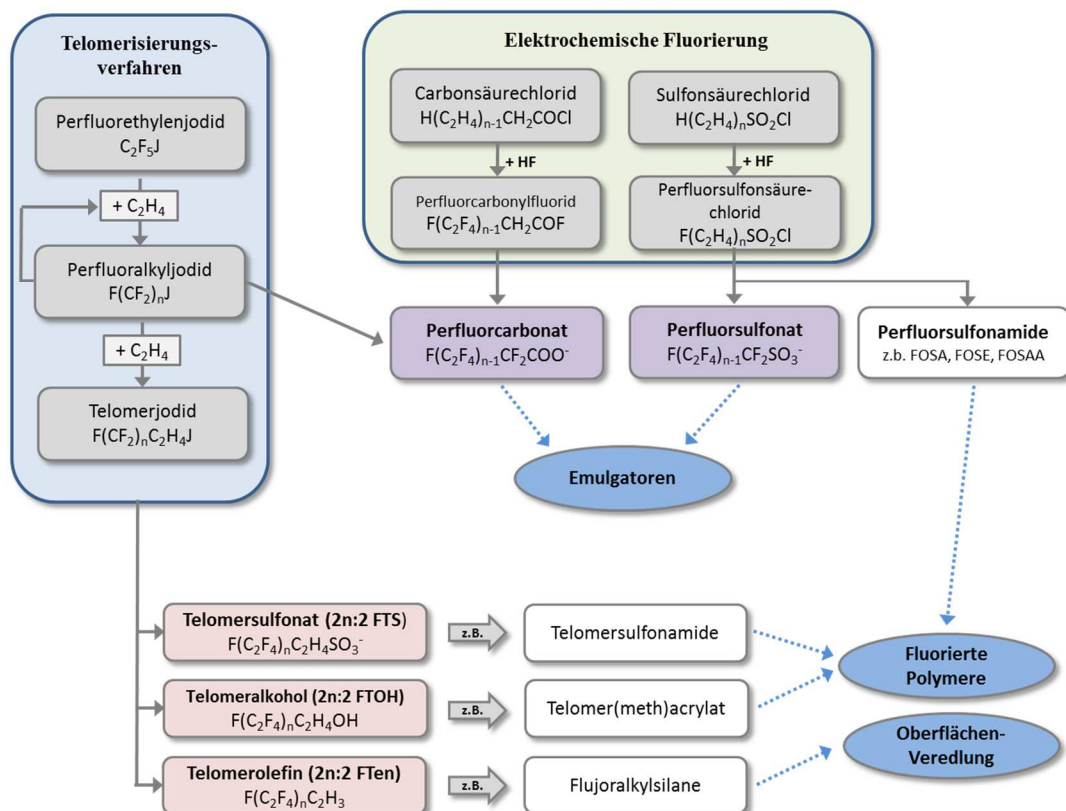 Telomerisierungs-
verfahren
Perfluorethylenjodid
C₂F₅J
+ C₂H₄
Perfluoralkyljodid
F(CF₂)ₙJ
+ C₂H₄
Telomerjodid
F(CF₂)ₙC₂H₄J
Elektrochemische Fluorierung
Carbonsäurechlorid
H(C₂H₄)ₙ₋₁CH₂COCl
+ HF
Perfluorcarbonylfluorid
F(C₂F₄)ₙ₋₁CH₂COF
Sulfonsäurechlorid
H(C₂H₄)ₙSO₂Cl
+ HF
Perfluorsulfonsäure-
chlorid
F(C₂H₄)ₙSO₂Cl
Perfluorcarbonat
F(C₂F₄)ₙ₋₁CF₂COO⁻
Perfluorsulfonat
F(C₂F₄)ₙ₋₁CF₂SO₃⁻
Perfluorsulfonamide
z.b. FOSA, FOSE, FOSAA
Emulgatoren
Telomersulfonat (2n:2 FTS)
F(C₂F₄)ₙC₂H₄SO₃⁻
z.B.
Telomersulfonamide
Telomeralkohol (2n:2 FTOH)
F(C₂F₄)ₙC₂H₄OH
z.B.
Telomer(meth)acrylat
Telomerolefin (2n:2 FTen)
F(C₂F₄)ₙC₂H₃
z.B.
Flujoralkylsilane
Fluorierte
Polymere
Oberflächen-
Veredlung